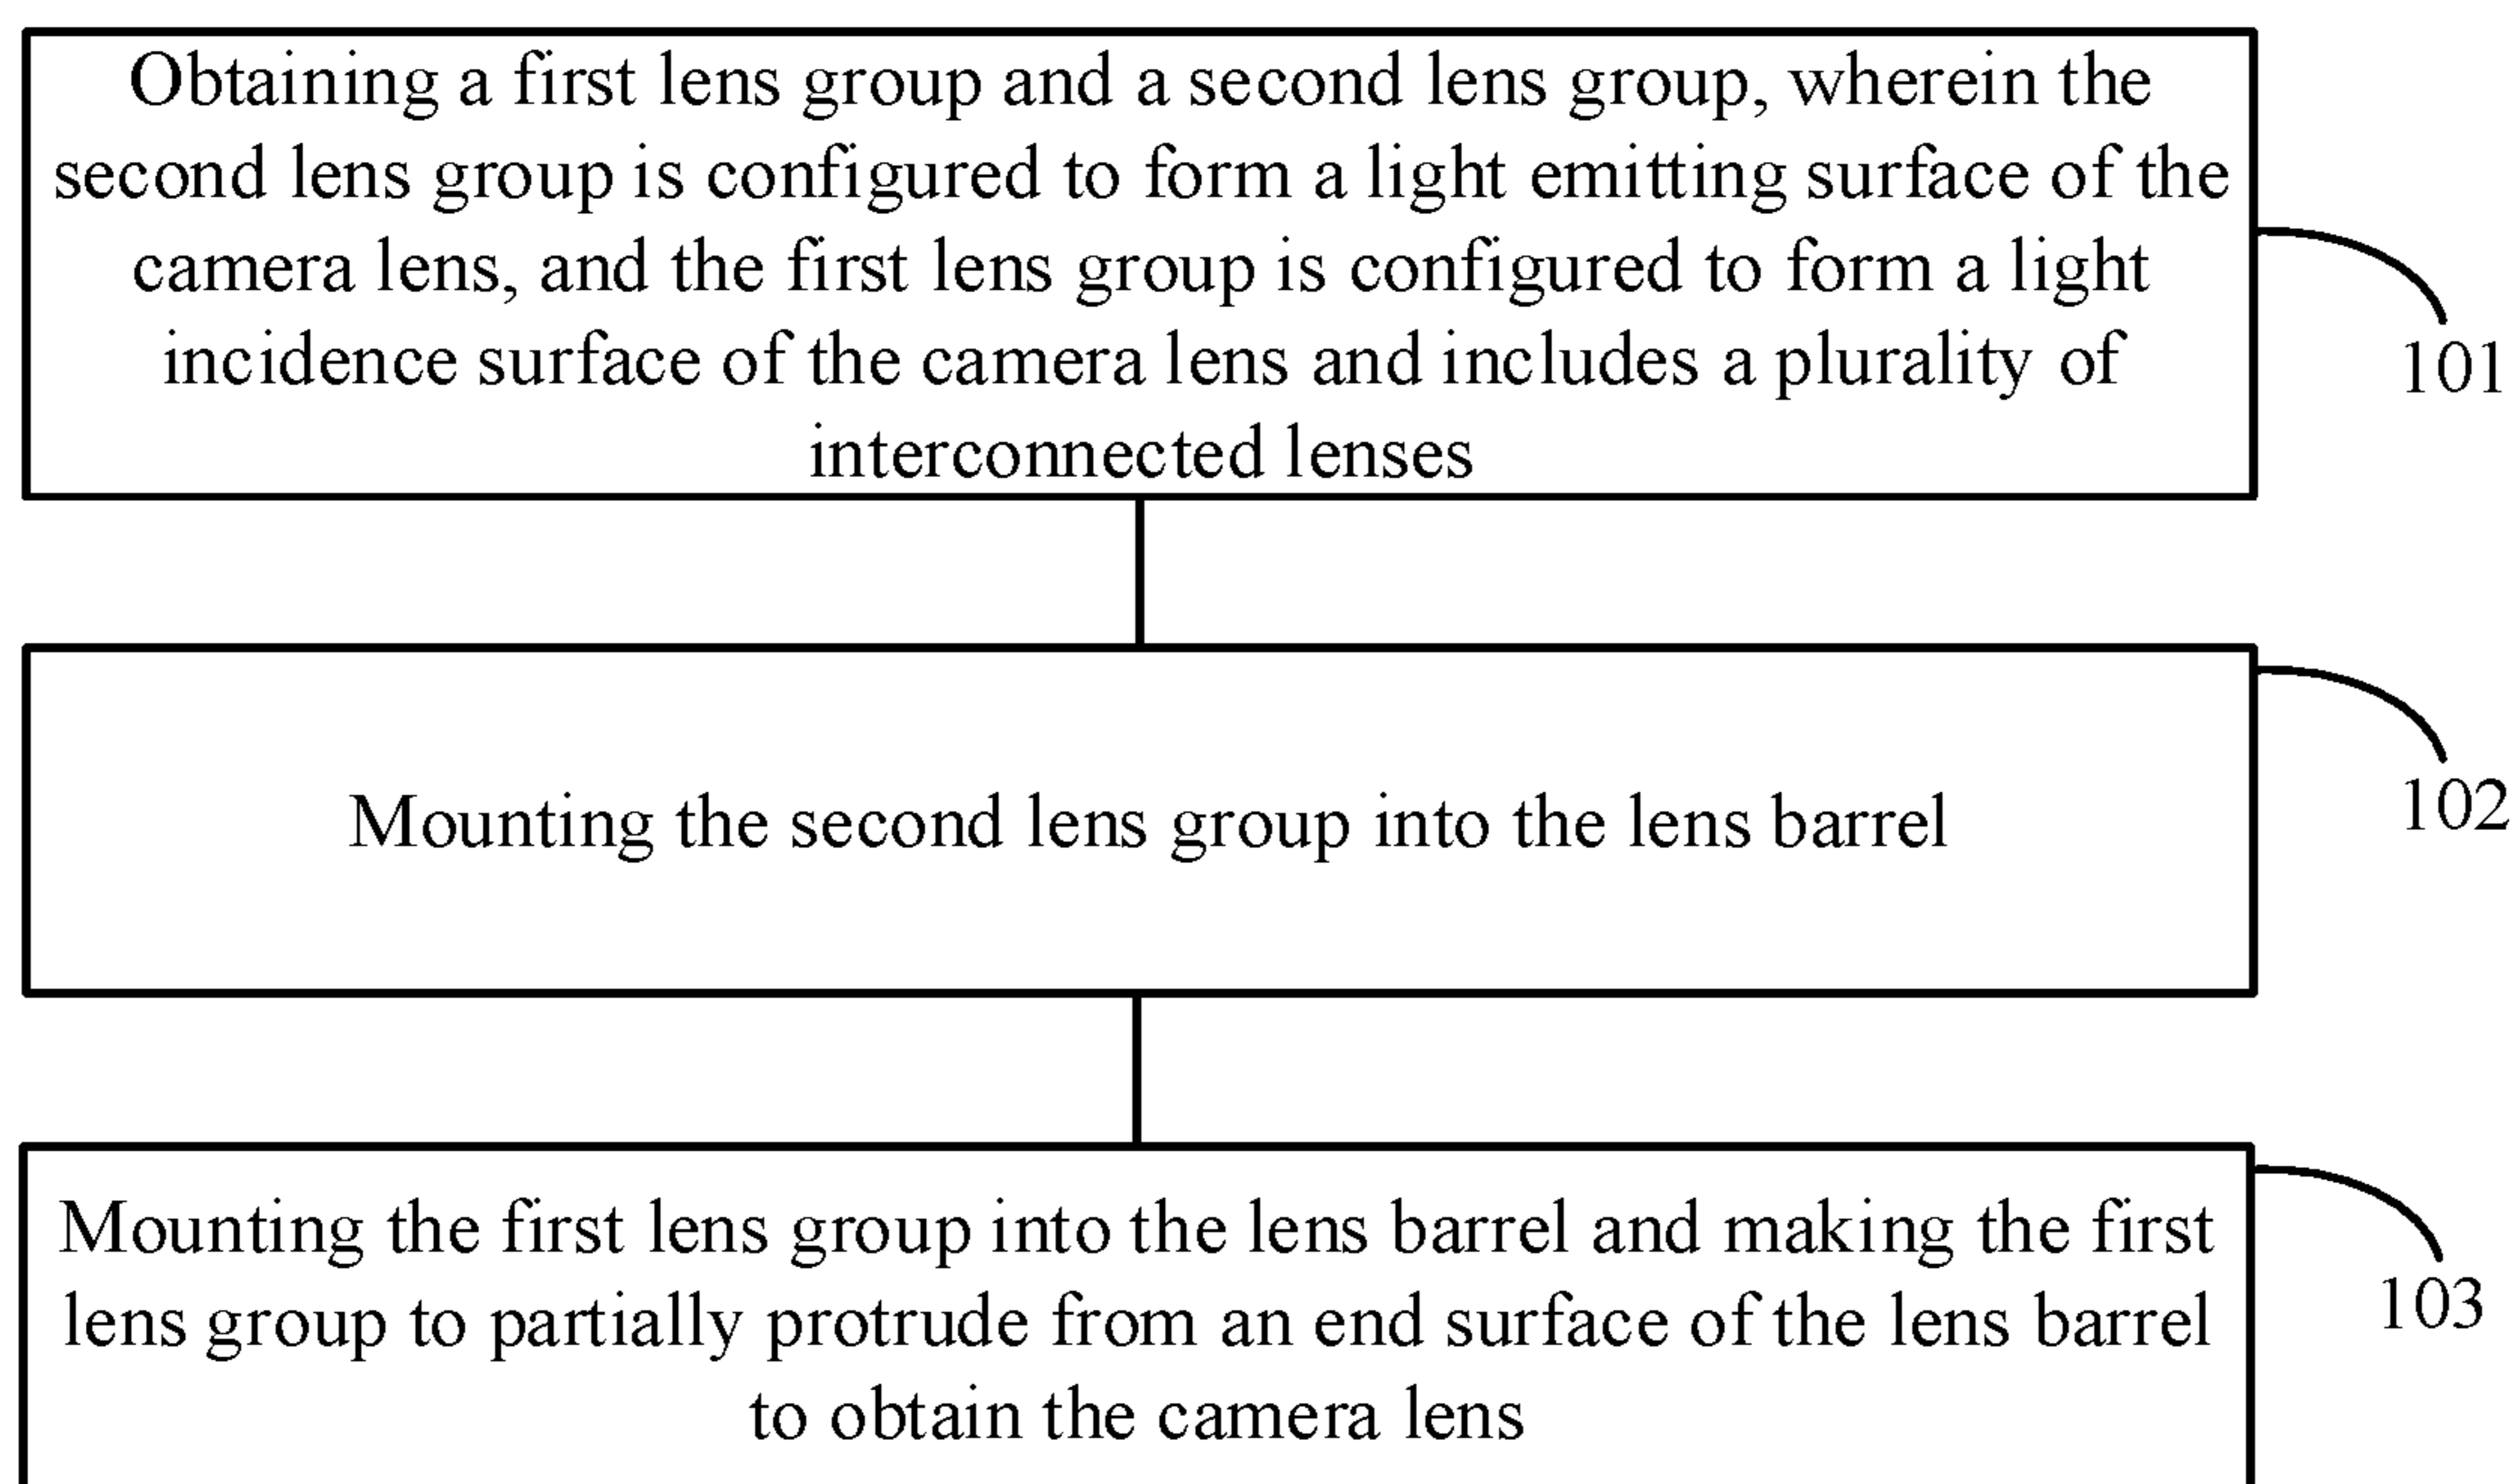 Obtaining a first lens group and a second lens group, wherein the
second lens group is configured to form a light emitting surface of the
camera lens, and the first lens group is configured to form a light
incidence surface of the camera lens and includes a plurality of
interconnected lenses
101
Mounting the second lens group into the lens barrel
102
Mounting the first lens group into the lens barrel and making the first
lens group to partially protrude from an end surface of the lens barrel
to obtain the camera lens
103